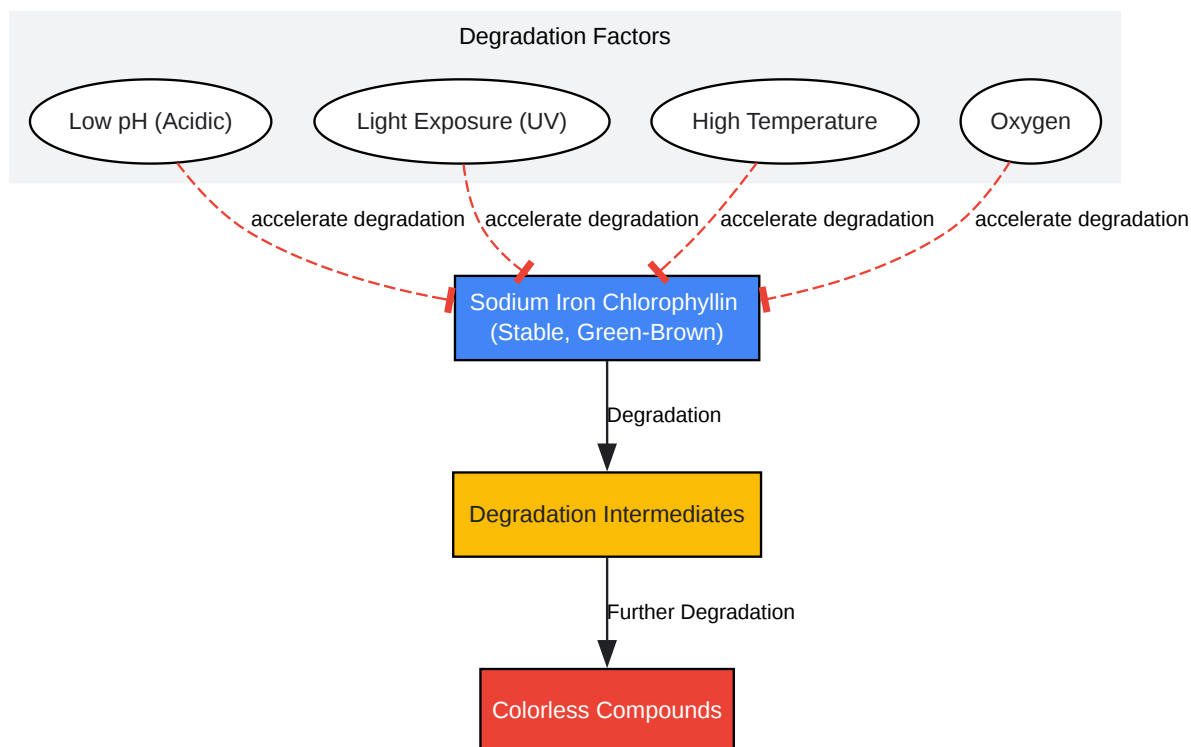 Degradation Factors
Low pH (Acidic)
Light Exposure (UV)
High Temperature
Oxygen
accelerate degradation
accelerate degradation
accelerate degradation
accelerate degradation
Sodium Iron Chlorophyllin
(Stable, Green-Brown)
Degradation
Degradation Intermediates
Further Degradation
Colorless Compounds